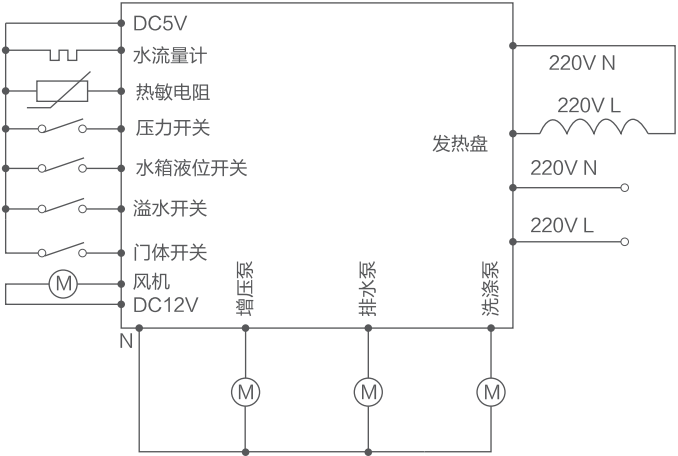 DC5V
水流量计
热敏电阻
压力开关
水箱液位开关
溢水开关
门体开关
风机
DC12V
N
增压泵
排水泵
洗涤泵
发热盘
220V N
220V L
220V N
220V L
M
M
M
M